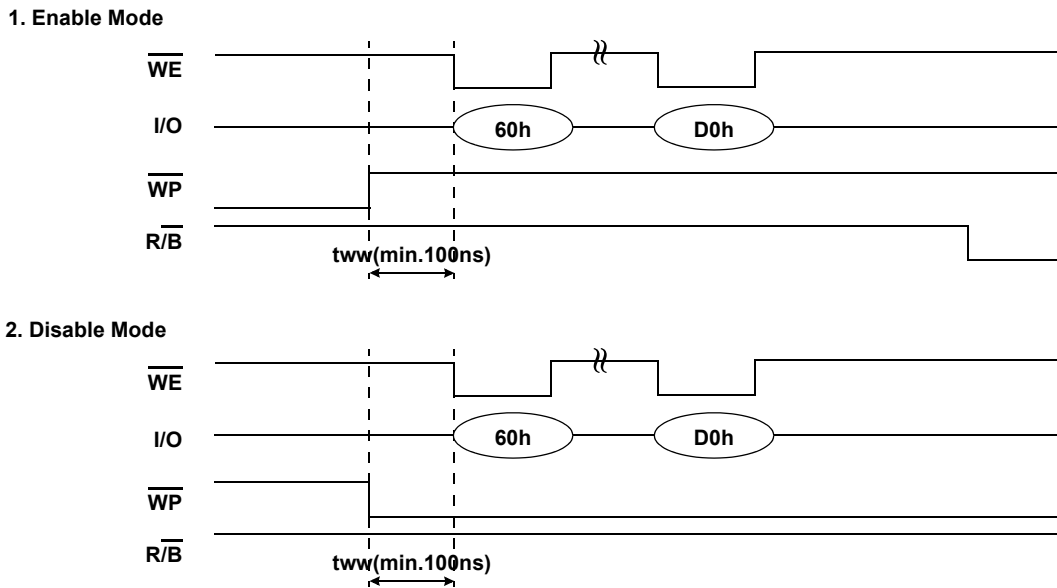 1. Enable Mode
WE
I/O
60h
D0h
WP
R/B
tww(min.100ns)
2. Disable Mode
WE
I/O
60h
D0h
WP
R/B
tww(min.100ns)